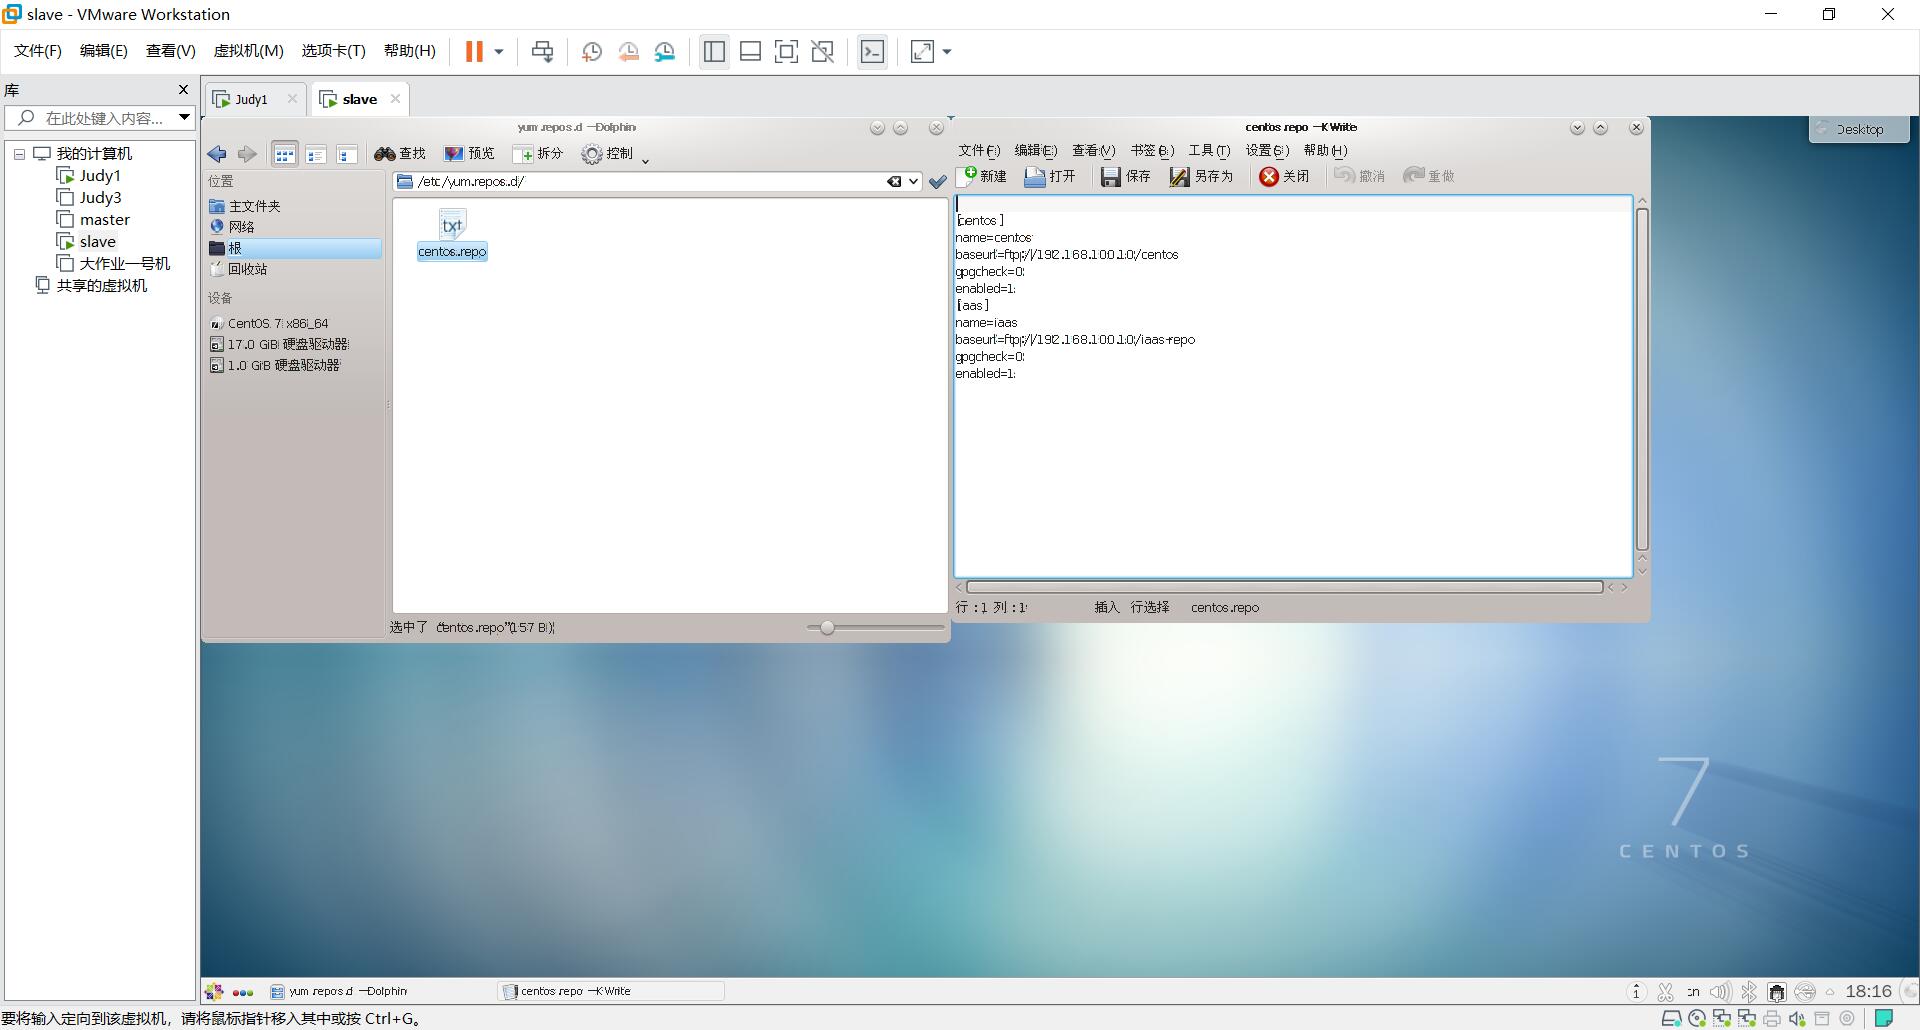 slave - VMware Workstation
文件(F) 编辑(E) 查看(V) 虚拟机(M) 选项卡(T) 帮助(H)
库
在此处键入内容...
我的计算机
Judy1
Judy3
master
slave
大作业一号机
共享的虚拟机
Judy1
slave
yum.repos.d — Dolphin
查找 预览 拆分 控制
位置
/etc/yum.repos.d/
主文件夹
网络
根
回收站
设备
CentOS 7 x86_64
17.0 GiB 硬盘驱动器
1.0 GiB 硬盘驱动器
txt
centos.repo
选中了 “centos.repo”(157 B)
centos.repo — KWrite
文件(F) 编辑(E) 查看(V) 书签(B) 工具(T) 设置(S) 帮助(H)
新建 打开 保存 另存为 关闭 撤消 重做
[centos]
name=centos
baseurl=ftp://192.168.100.10/centos
gpgcheck=0
enabled=1
[iaas]
name=iaas
baseurl=ftp://192.168.100.10/iaas-repo
gpgcheck=0
enabled=1
行:1 列:1 插入 行选择 centos.repo
Desktop
7
CENTOS
yum.repos.d — Dolphin
centos.repo — KWrite
1
18:16
要将输入定向到该虚拟机，请将鼠标指针移入其中或按 Ctrl+G。